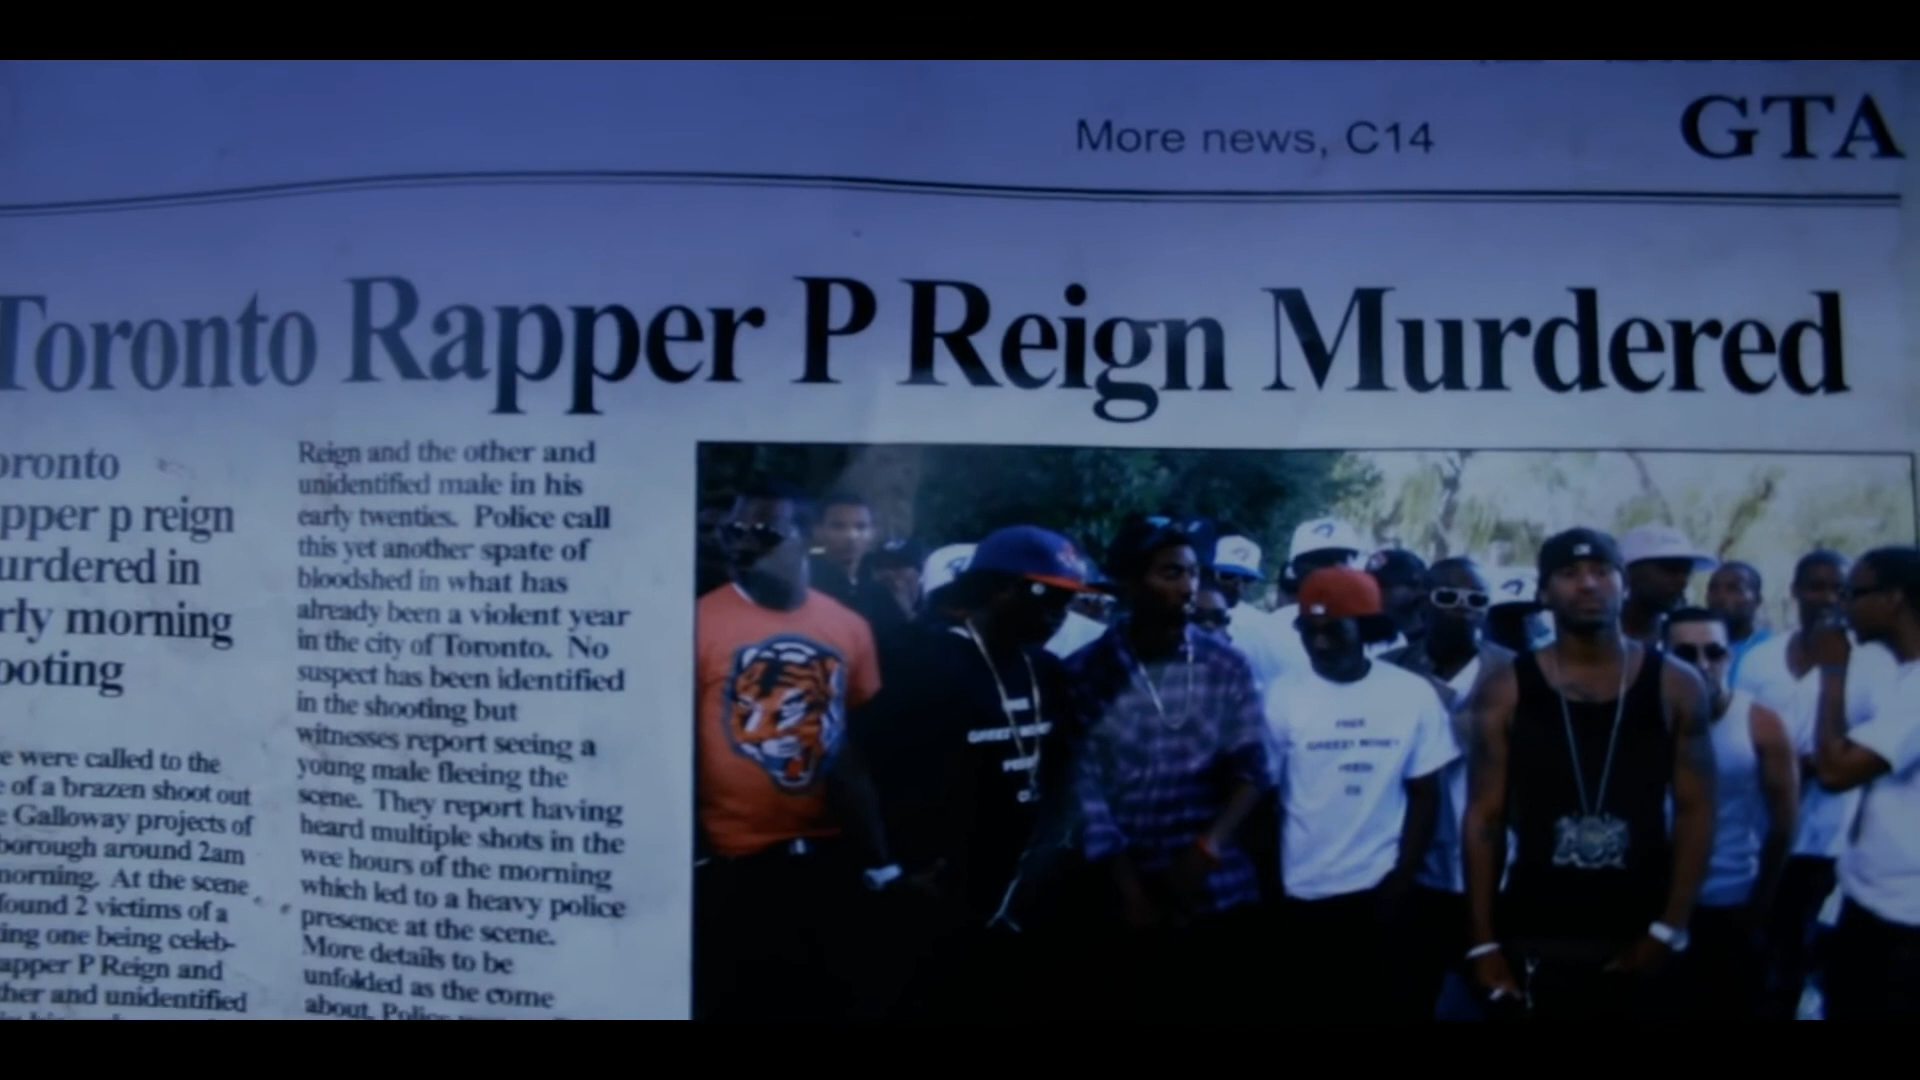 More news, C14
GTA
Toronto Rapper P Reign Murdered
oronto
pper p reign
urdered in
rly morning
ooting
e were called to the
e of a brazen shoot out
e Galloway projects of
borough around 2am
morning. At the scene
found 2 victims of a
ing one being celeb-
apper P Reign and
ther and unidentified
Reign and the other and
unidentified male in his
early twenties. Police call
this yet another spate of
bloodshed in what has
already been a violent year
in the city of Toronto. No
suspect has been identified
in the shooting but
witnesses report seeing a
young male fleeing the
scene. They report having
heard multiple shots in the
wee hours of the morning
which led to a heavy police
presence at the scene.
More details to be
unfolded as the come
about. Police
FREE
GREEZY MONEY